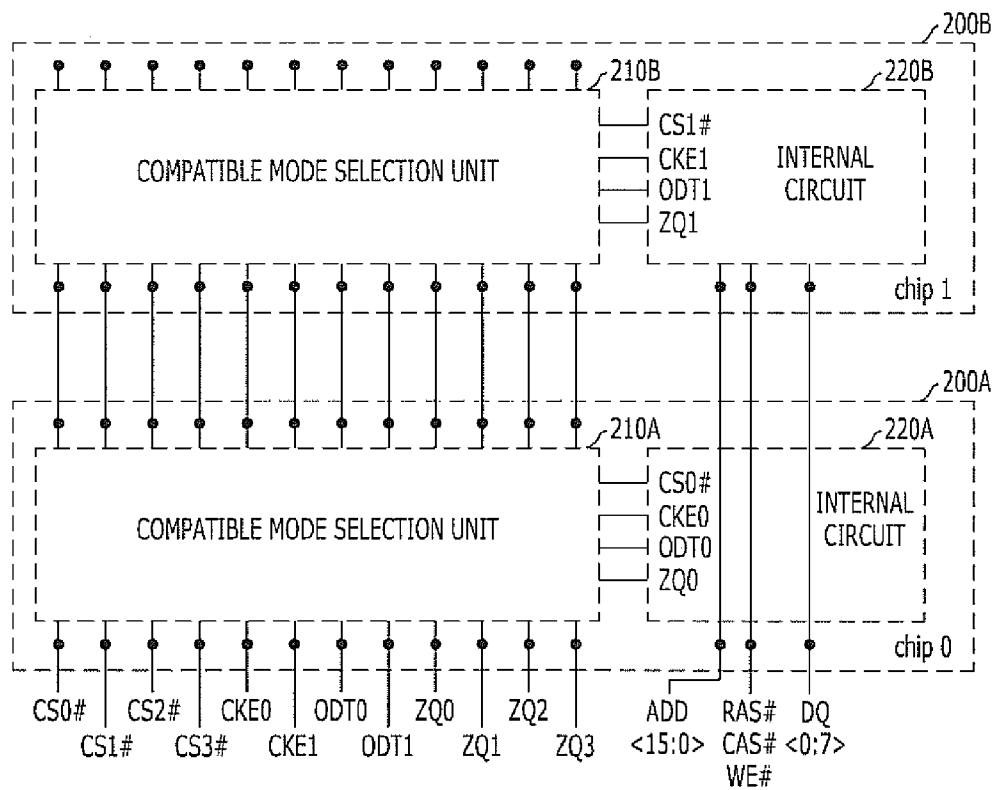 200B
210B
220B
COMPATIBLE MODE SELECTION UNIT
CS1#
CKE1
ODT1
ZQ1
INTERNAL
CIRCUIT
chip 1
200A
210A
220A
COMPATIBLE MODE SELECTION UNIT
CS0#
CKE0
ODT0
ZQ0
INTERNAL
CIRCUIT
chip 0
CS0# CS2# CKE0 ODT0 ZQ0 ZQ2 ADD RAS# DQ
CS1# CS3# CKE1 ODT1 ZQ1 ZQ3 <15:0> CAS# <0:7>
WE#